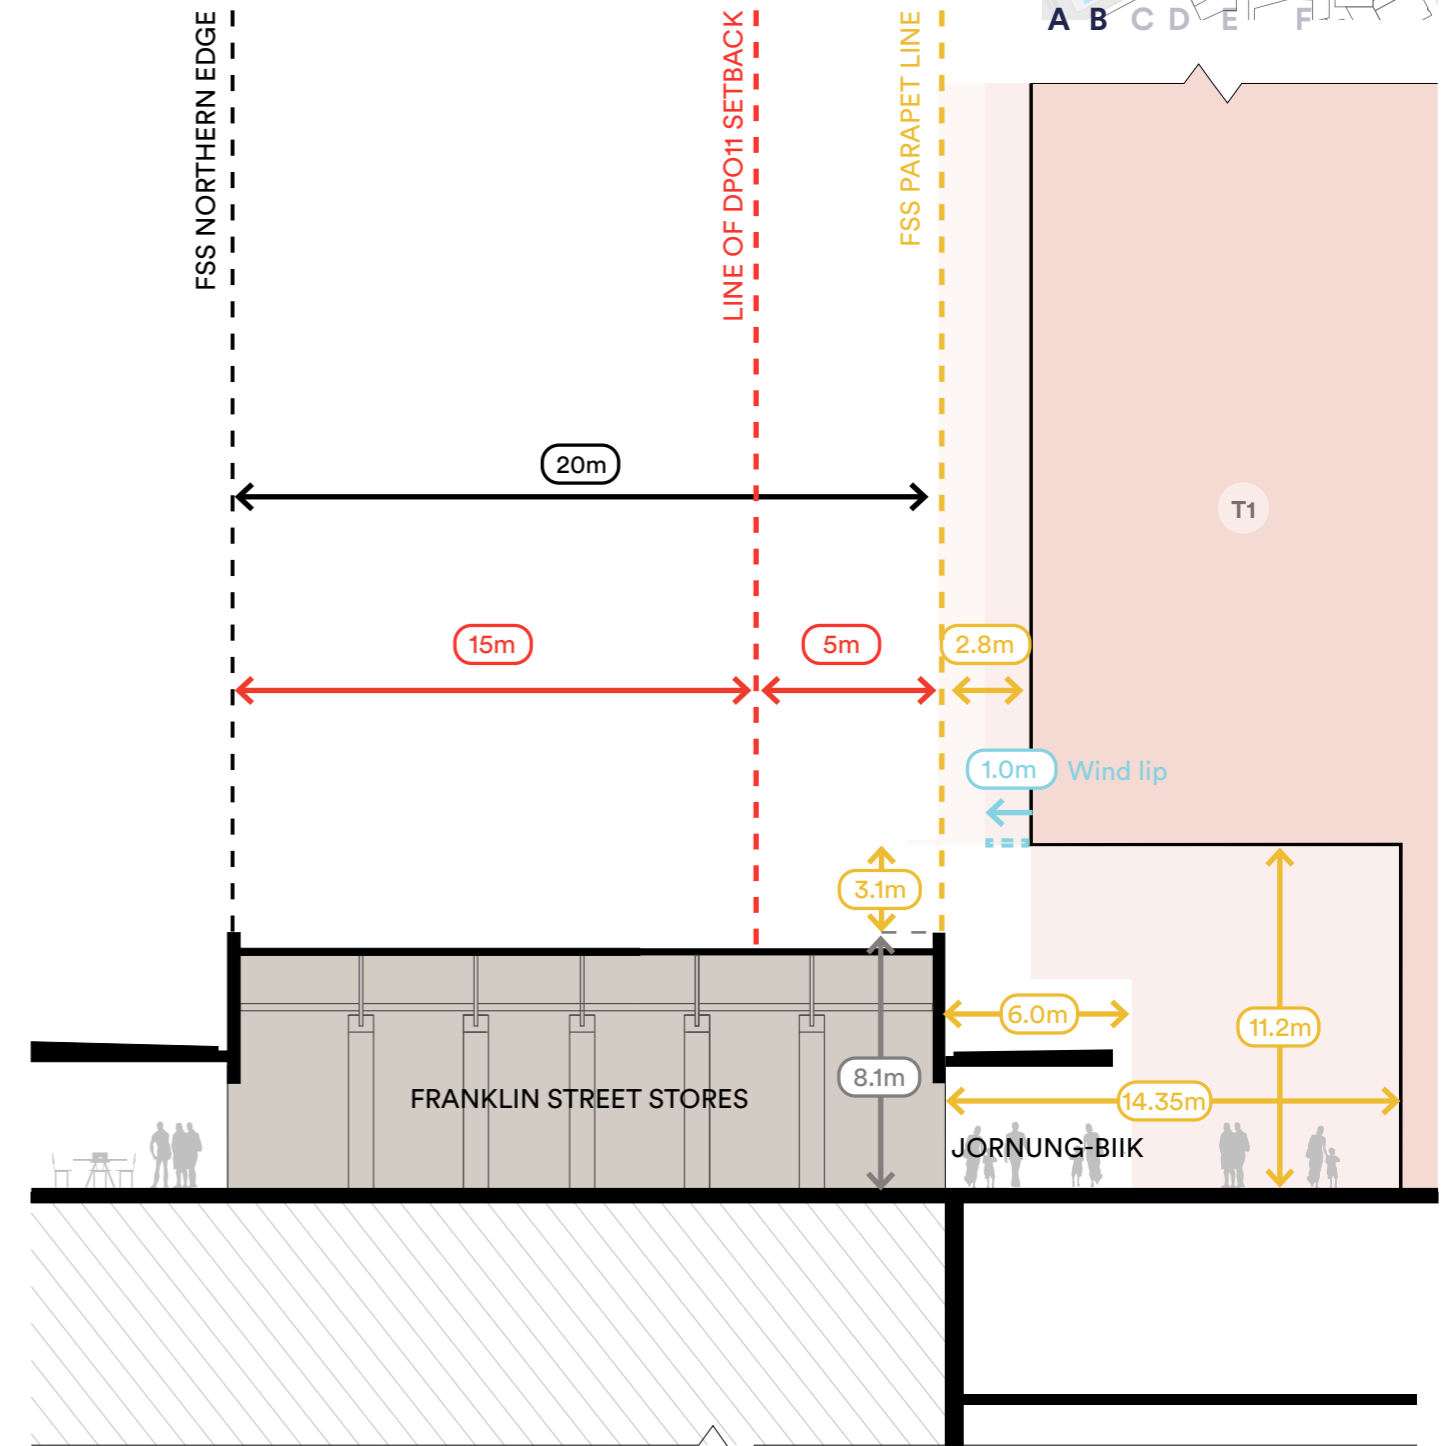 A B C D E F
FSS NORTHERN EDGE
LINE OF DPO11 SETBACK
FSS PARAPET LINE
20m
T1
15m
5m
2.8m
1.0m
Wind lip
3.1m
6.0m
11.2m
8.1m
FRANKLIN STREET STORES
14.35m
JORNUNG-BIIK